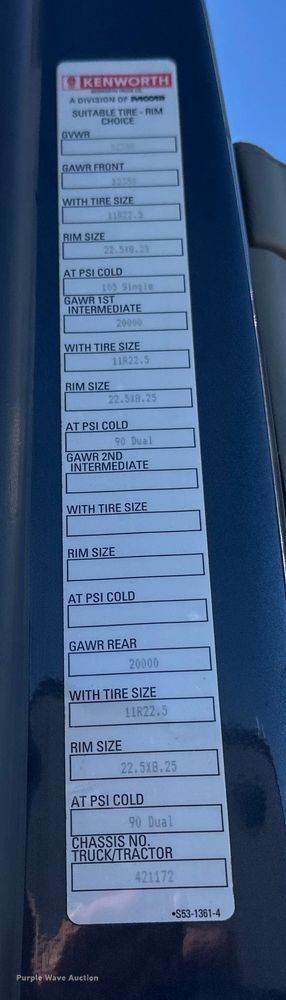 KENWORTH
A DIVISION OF PACCAR
SUITABLE TIRE - RIM
CHOICE
GVWR
GAWR FRONT
WITH TIRE SIZE
11R22.5
RIM SIZE
22.5X8.25
AT PSI COLD
105 Single
GAWR 1ST
INTERMEDIATE
20000
WITH TIRE SIZE
11R22.5
RIM SIZE
22.5X8.25
AT PSI COLD
90 Dual
GAWR 2ND
INTERMEDIATE
WITH TIRE SIZE
RIM SIZE
AT PSI COLD
GAWR REAR
20000
WITH TIRE SIZE
11R22.5
RIM SIZE
22.5X8.25
AT PSI COLD
90 Dual
CHASSIS NO.
TRUCK/TRACTOR
421172
•S53-1361-4
Purple Wave Auction